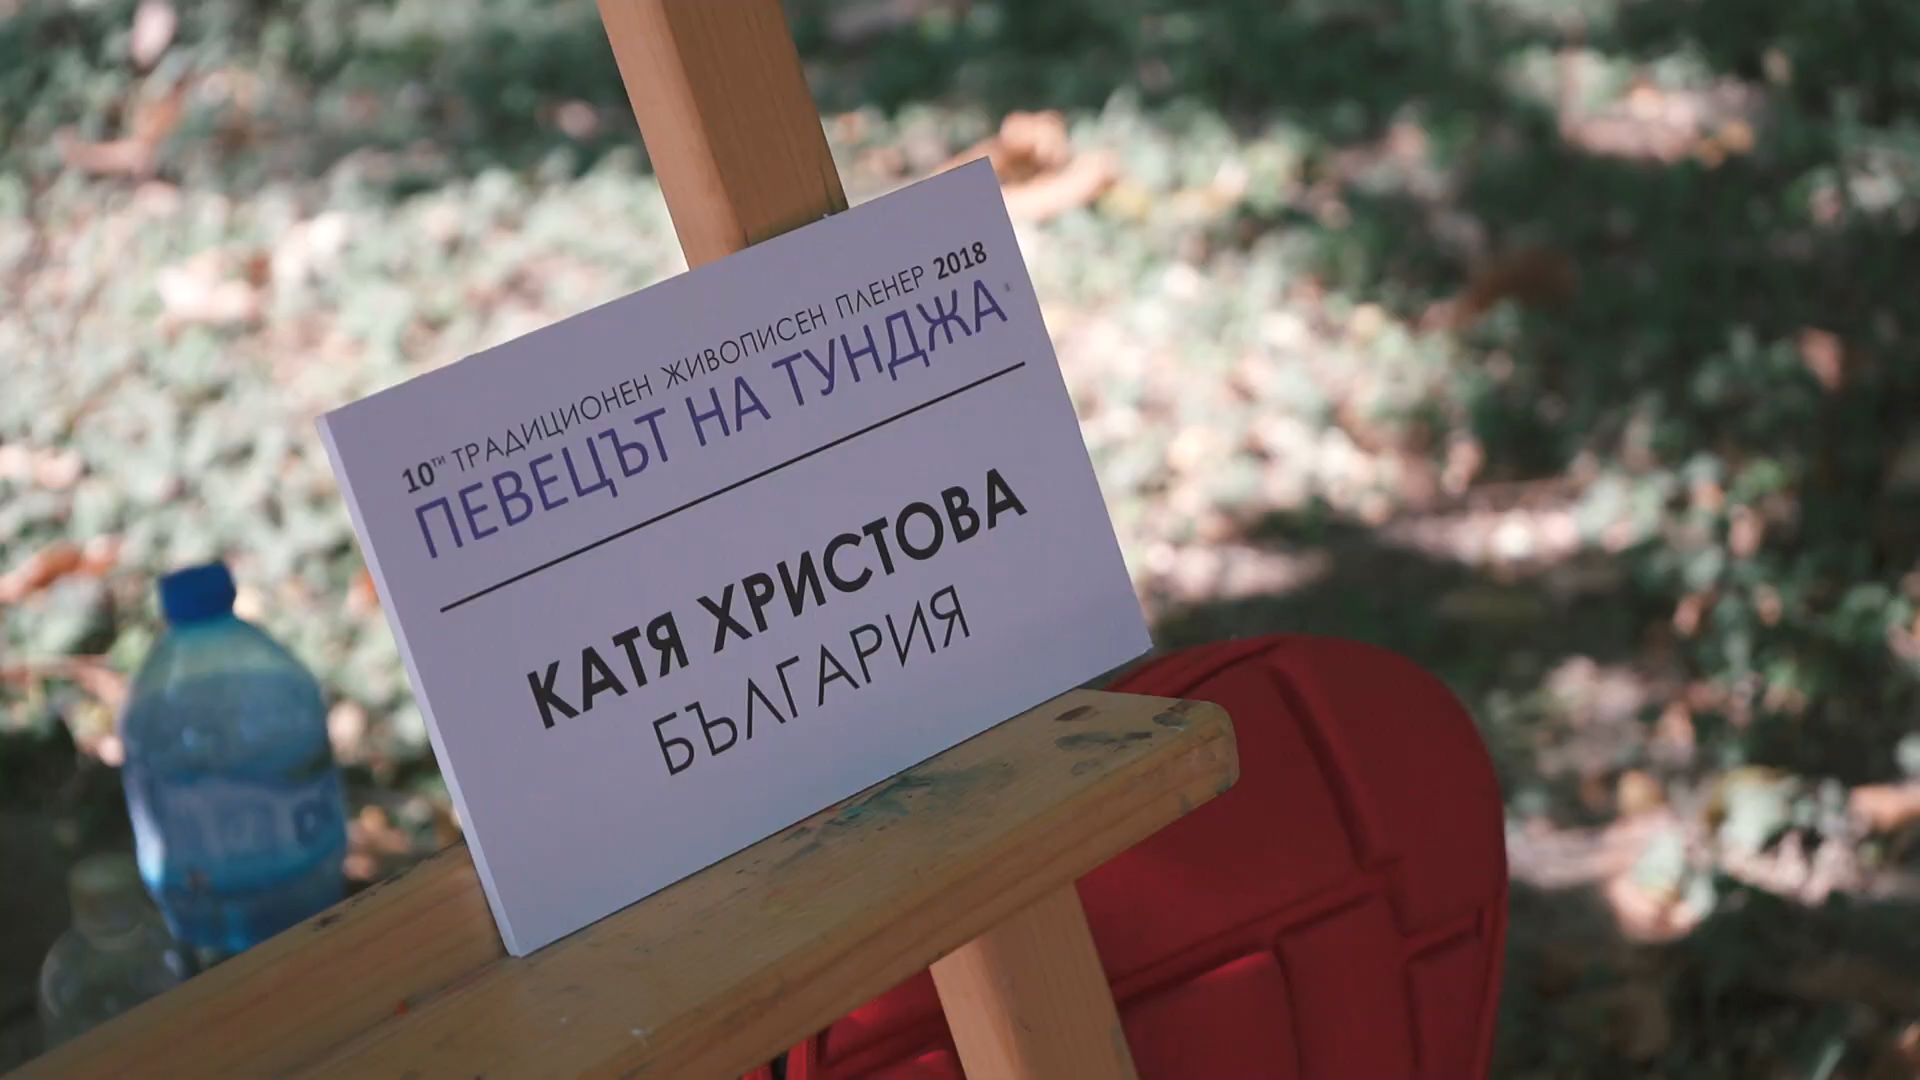 10ти ТРАДИЦИОНЕН ЖИВОПИСЕН ПЛЕНЕР 2018
ПЕВЕЦЪТ НА ТУНДЖА
КАТЯ ХРИСТОВА
БЪЛГАРИЯ